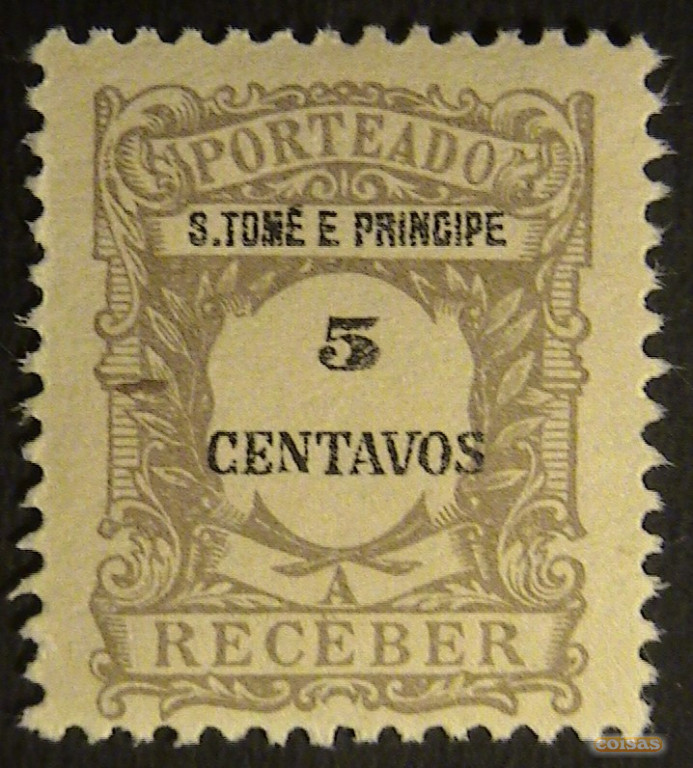 PORTEADO
S.TOMÉ E PRINCIPE
5
CENTAVOS
A
RECEBER
coisas